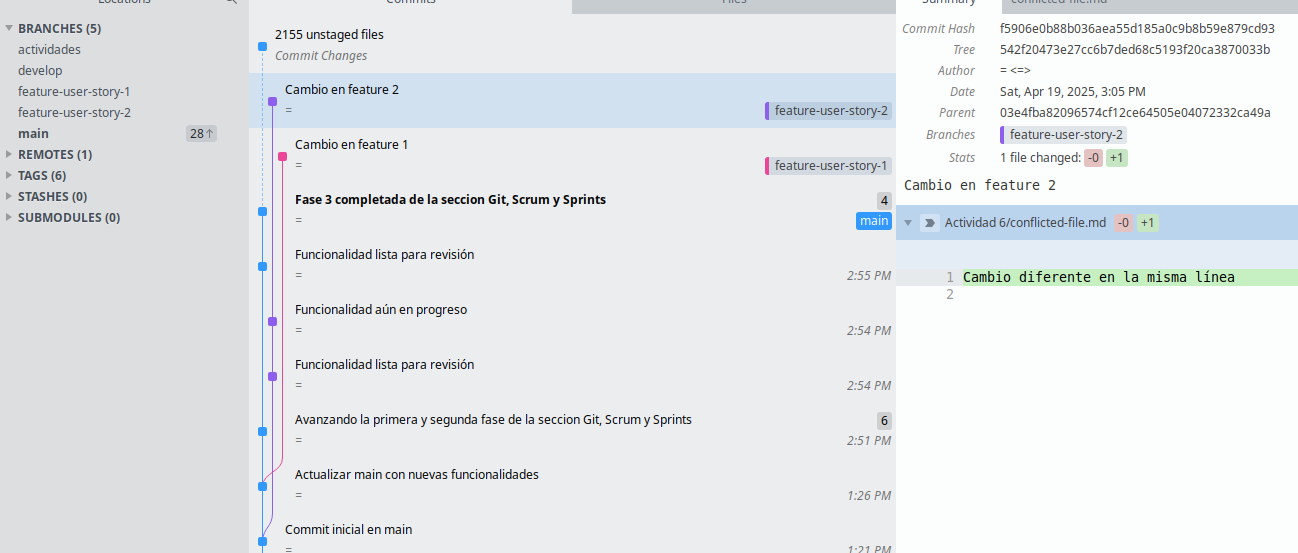 Locations
Commits
Files
Summary
conflicted-file.md
BRANCHES (5)
actividades
develop
feature-user-story-1
feature-user-story-2
main 28↑
REMOTES (1)
TAGS (6)
STASHES (0)
SUBMODULES (0)
2155 unstaged files
Commit Changes
Cambio en feature 2
= feature-user-story-2
Cambio en feature 1
= feature-user-story-1
Fase 3 completada de la seccion Git, Scrum y Sprints 4
= main
Funcionalidad lista para revisión
= 2:55 PM
Funcionalidad aún en progreso
= 2:54 PM
Funcionalidad lista para revisión
= 2:54 PM
Avanzando la primera y segunda fase de la seccion Git, Scrum y Sprints 6
= 2:51 PM
Actualizar main con nuevas funcionalidades
= 1:26 PM
Commit inicial en main
= 1:21 PM
Commit Hash f5906e0b88b036aea55d185a0c9b8b59e879cd93
Tree 542f20473e27cc6b7ded68c5193f20ca3870033b
Author = <=>
Date Sat, Apr 19, 2025, 3:05 PM
Parent 03e4fba82096574cf12ce64505e04072332ca49a
Branches feature-user-story-2
Stats 1 file changed: -0 +1
Cambio en feature 2
Actividad 6/conflicted-file.md -0 +1
1 Cambio diferente en la misma línea
2